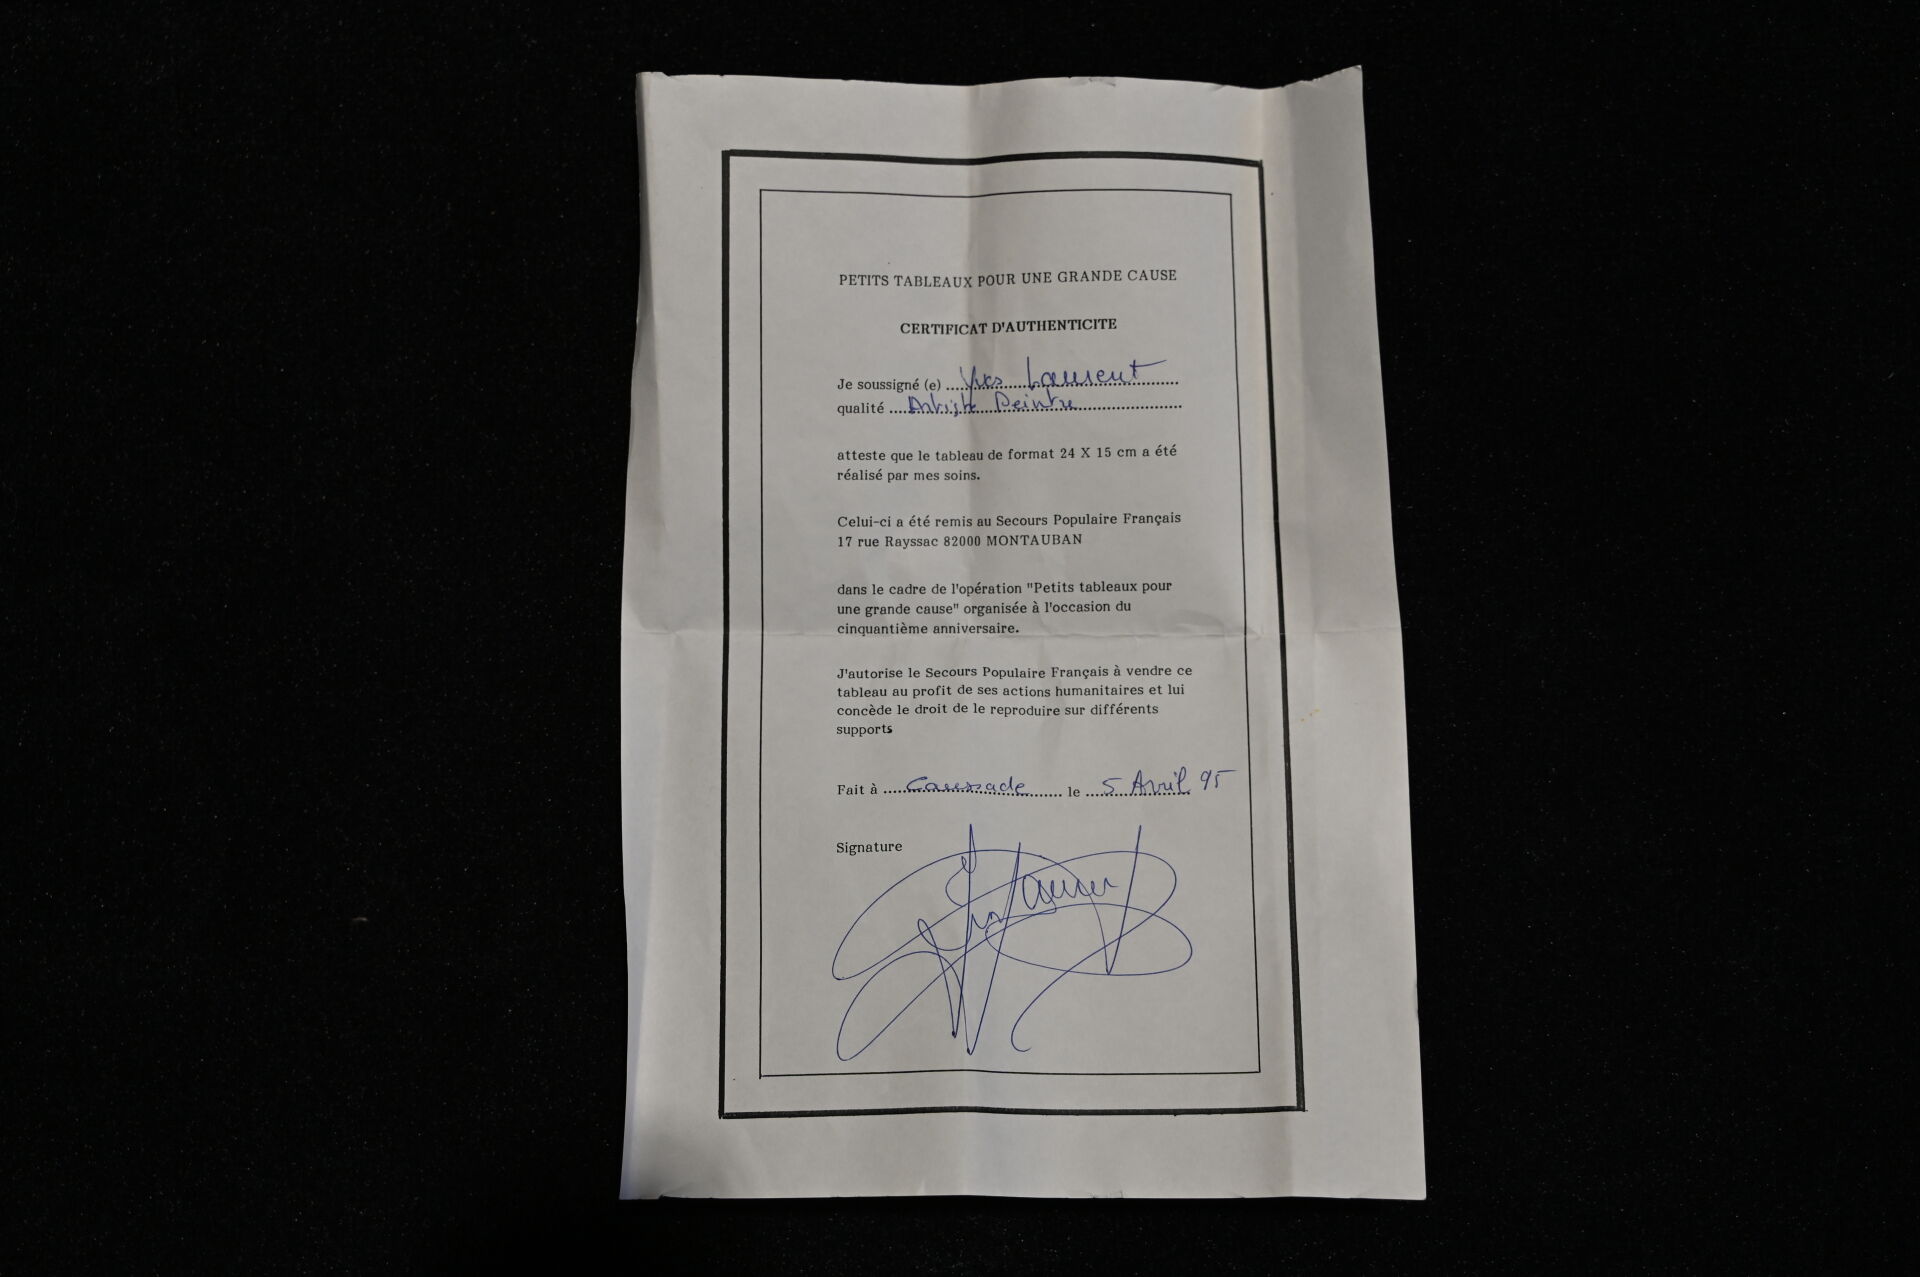 PETITS TABLEAUX POUR UNE GRANDE CAUSE
CERTIFICAT D'AUTHENTICITE
Je soussigné (e) ..... Yves Laurent .....
qualité ... Artiste Peintre ...............
atteste que le tableau de format 24 X 15 cm a été
réalisé par mes soins.
Celui-ci a été remis au Secours Populaire Français
17 rue Rayssac 82000 MONTAUBAN
dans le cadre de l'opération "Petits tableaux pour
une grande cause" organisée à l'occasion du
cinquantième anniversaire.
J'autorise le Secours Populaire Français à vendre ce
tableau au profit de ses actions humanitaires et lui
concède le droit de le reproduire sur différents
supports
Fait à .... Caussade ...... le ... 5 Avril 95
Signature
Yves Laurent